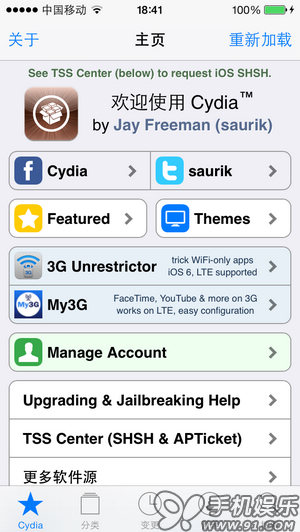 中国移动 18:41 100%
关于 主页 重新加载
See TSS Center (below) to request iOS SHSH.
欢迎使用 Cydia™
by Jay Freeman (saurik)
Cydia saurik
Featured Themes
3G Unrestrictor trick WiFi-only apps
iOS 6, LTE supported
My3G My3G FaceTime, YouTube & more on 3G
works on LTE, easy configuration
Manage Account
Upgrading & Jailbreaking Help
TSS Center (SHSH & APTicket)
更多软件源
Cydia 分类 变更
手机娱乐
www.91.com